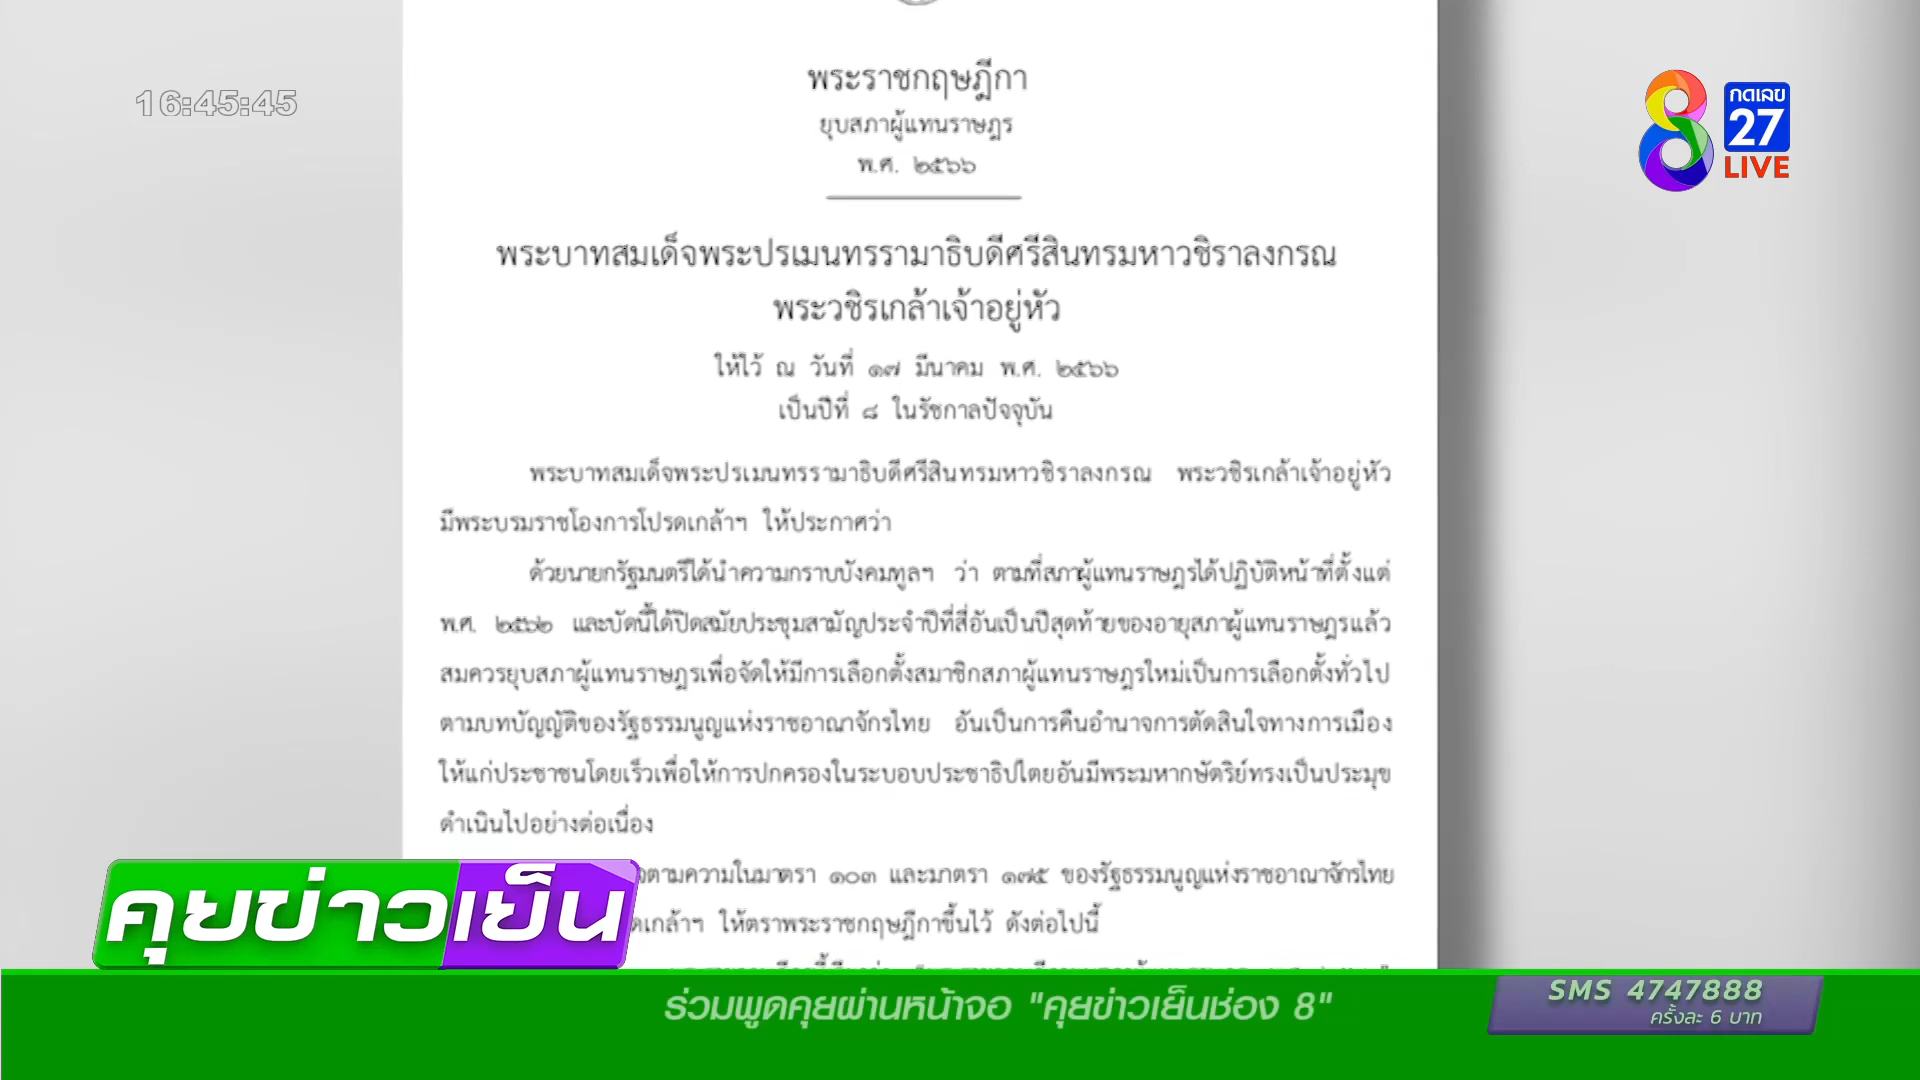 16:45:45
กดเลข
27
LIVE
พระราชกฤษฎีกา
ยุบสภาผู้แทนราษฎร
พ.ศ. ๒๕๖๖
พระบาทสมเด็จพระปรเมนทรรามาธิบดีศรีสินทรมหาวชิราลงกรณ
พระวชิรเกล้าเจ้าอยู่หัว
ให้ไว้ ณ วันที่ ๑๗ มีนาคม พ.ศ. ๒๕๖๖
เป็นปีที่ ๘ ในรัชกาลปัจจุบัน
พระบาทสมเด็จพระปรเมนทรรามาธิบดีศรีสินทรมหาวชิราลงกรณ พระวชิรเกล้าเจ้าอยู่หัว
มีพระบรมราชโองการโปรดเกล้าฯ ให้ประกาศว่า
ด้วยนายกรัฐมนตรีได้นำความกราบบังคมทูลฯ ว่า ตามที่สภาผู้แทนราษฎรได้ปฏิบัติหน้าที่ตั้งแต่
พ.ศ. ๒๕๖๒ และบัดนี้ได้ปิดสมัยประชุมสามัญประจำปีที่สี่อันเป็นปีสุดท้ายของอายุสภาผู้แทนราษฎรแล้ว
สมควรยุบสภาผู้แทนราษฎรเพื่อจัดให้มีการเลือกตั้งสมาชิกสภาผู้แทนราษฎรใหม่เป็นการเลือกตั้งทั่วไป
ตามบทบัญญัติของรัฐธรรมนูญแห่งราชอาณาจักรไทย อันเป็นการคืนอำนาจการตัดสินใจทางการเมือง
ให้แก่ประชาชนโดยเร็วเพื่อให้การปกครองในระบอบประชาธิปไตยอันมีพระมหากษัตริย์ทรงเป็นประมุข
ดำเนินไปอย่างต่อเนื่อง
ตามความในมาตรา ๑๐๓ และมาตรา ๑๗๕ ของรัฐธรรมนูญแห่งราชอาณาจักรไทย
ดเกล้าฯ ให้ตราพระราชกฤษฎีกาขึ้นไว้ ดังต่อไปนี้
คุยข่าวเย็น
ร่วมพูดคุยผ่านหน้าจอ "คุยข่าวเย็นช่อง 8"
SMS 4747888
ครั้งละ 6 บาท